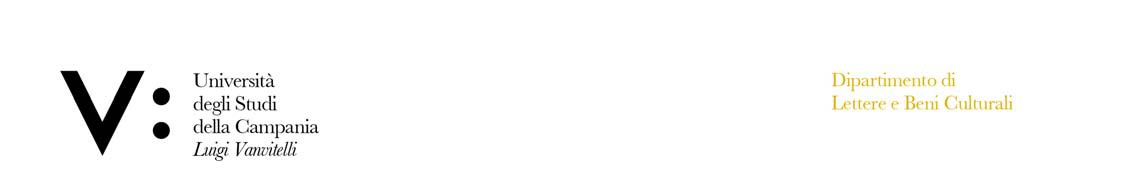 V:
Università
degli Studi
della Campania
Luigi Vanvitelli
Dipartimento di
Lettere e Beni Culturali